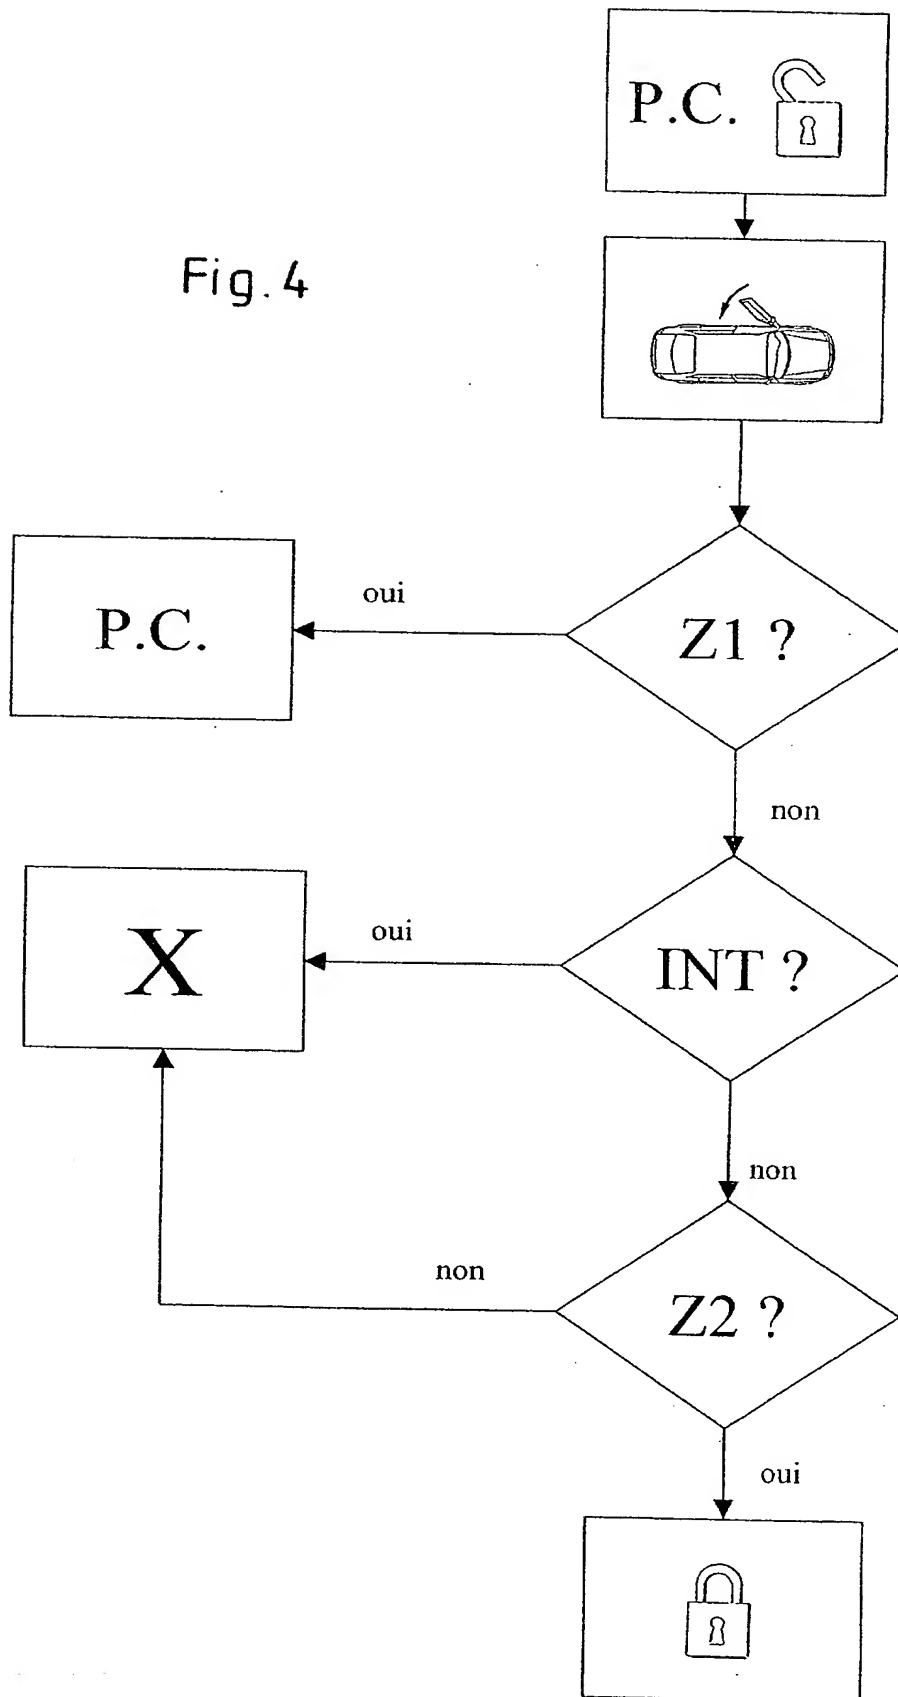 P.C.
Fig. 4
oui
P.C.
Z1 ?
non
oui
X
INT ?
non
non
Z2 ?
oui